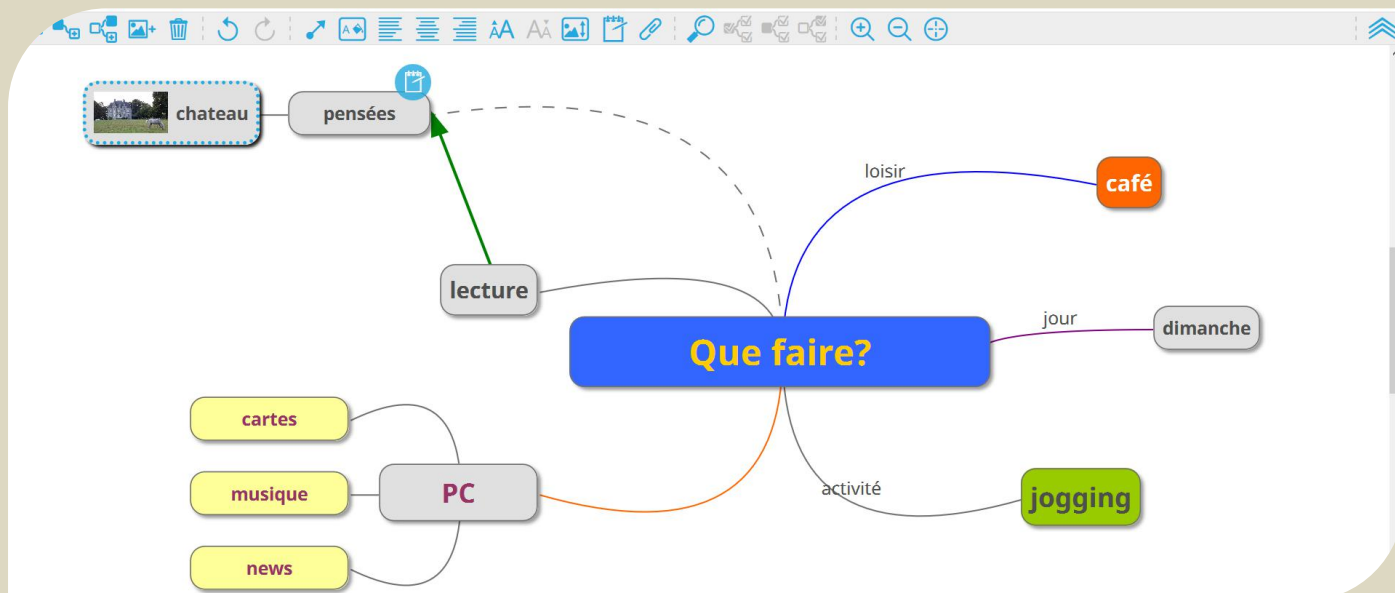 chateau
pensées
loisir
café
lecture
jour
dimanche
Que faire?
cartes
PC
musique
activité
jogging
news